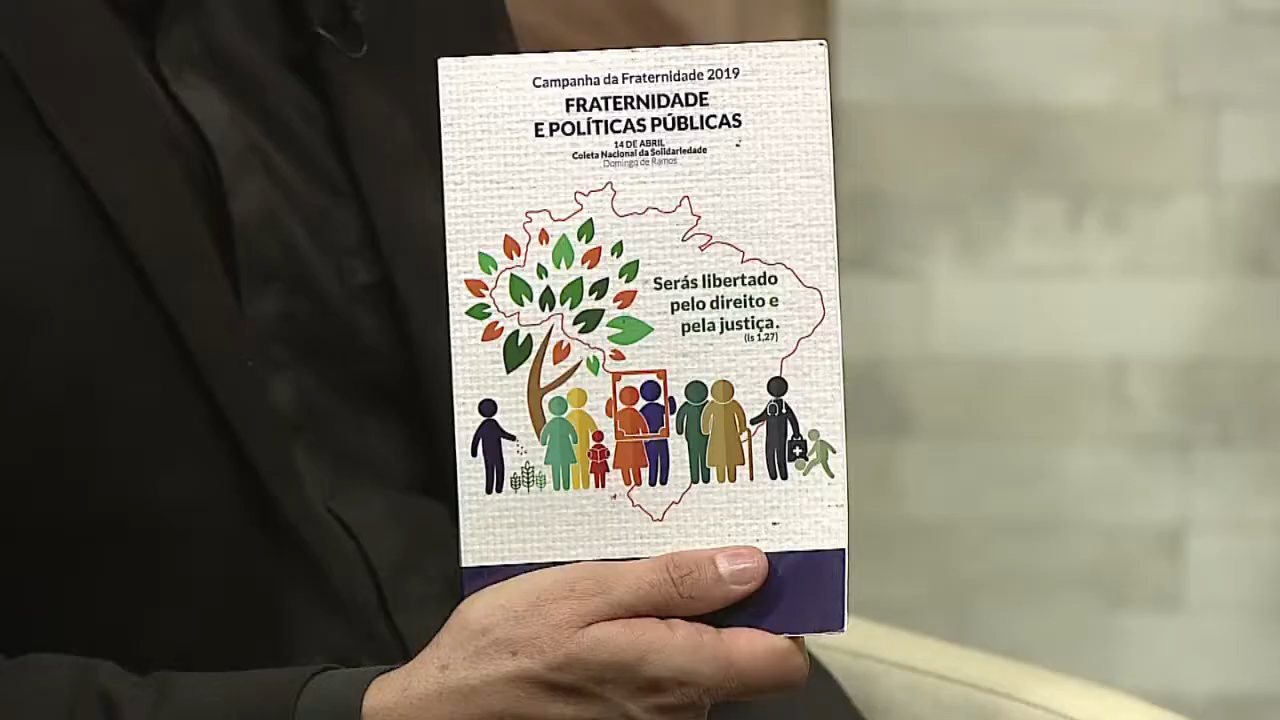 Campanha da Fraternidade 2019
FRATERNIDADE
E POLÍTICAS PÚBLICAS
14 DE ABRIL
Coleta Nacional da Solidariedade
Domingo de Ramos
Serás libertado
pelo direito e
pela justiça.
(Is 1,27)